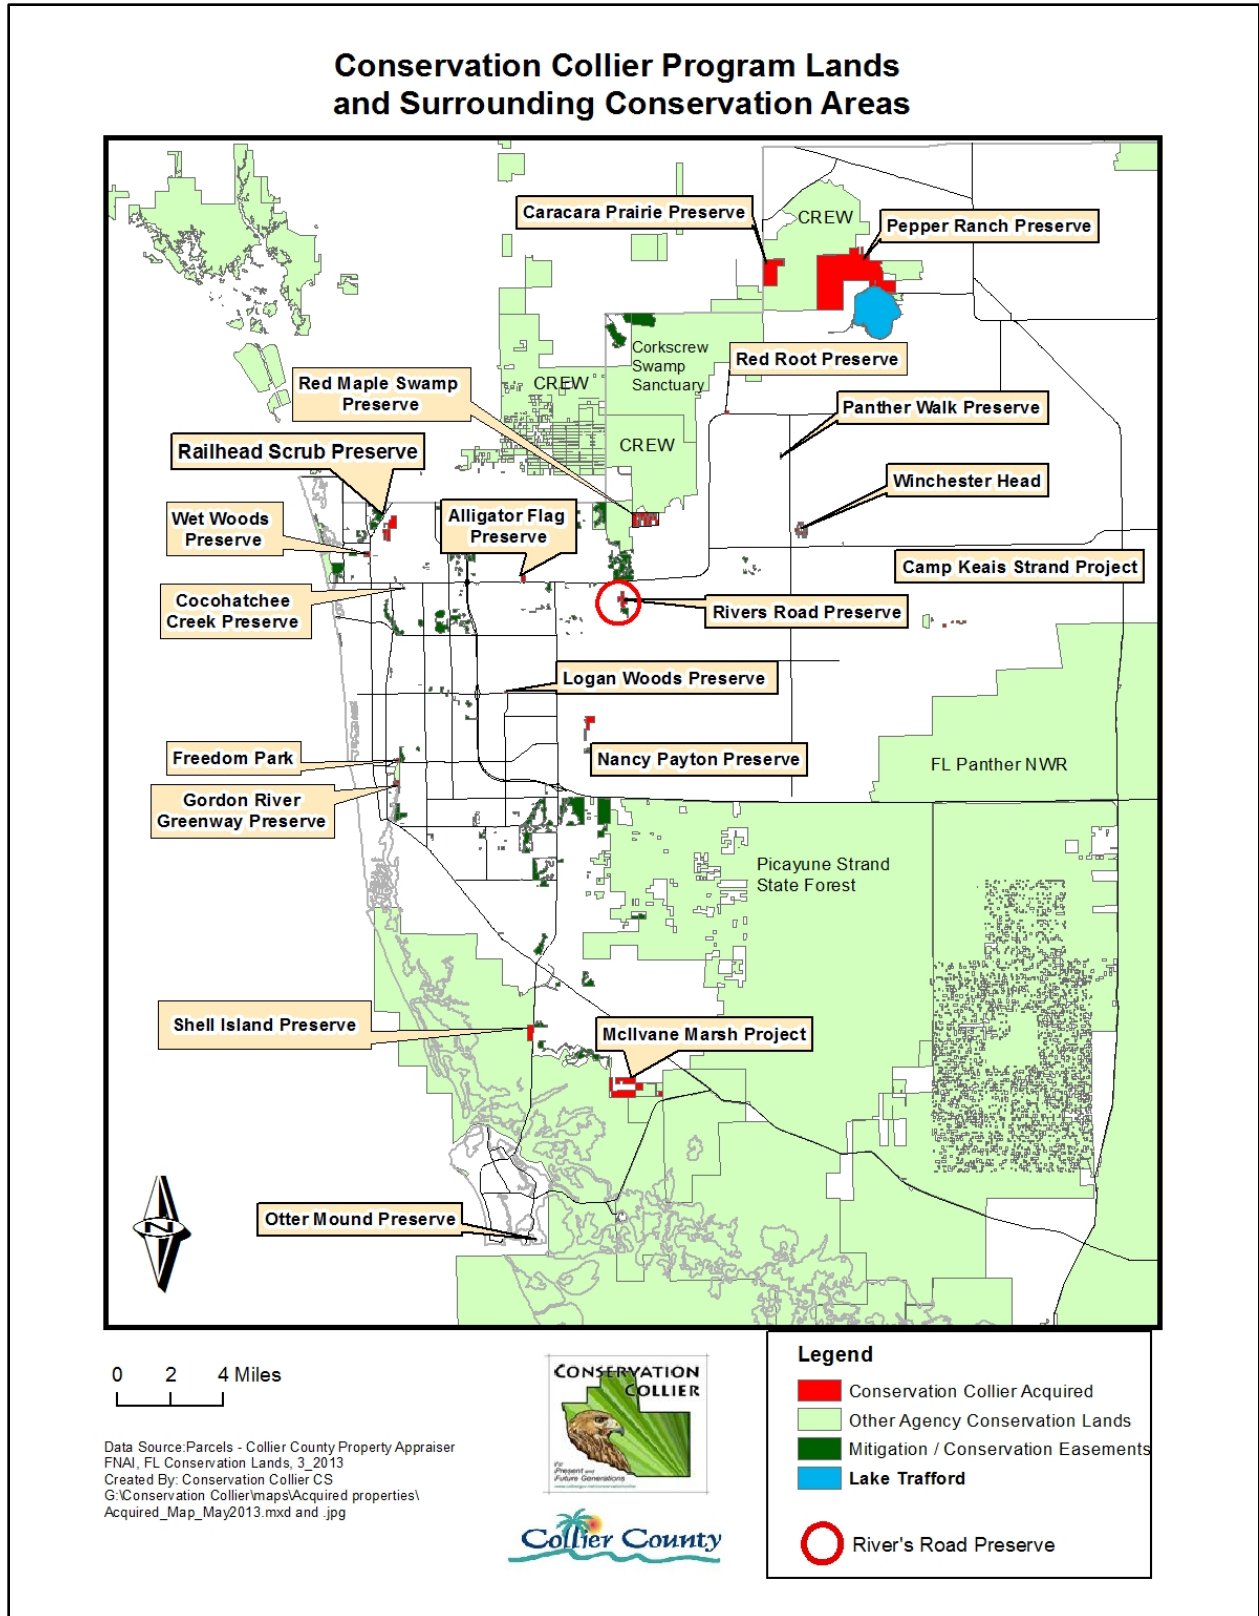 Conservation Collier Program Lands
and Surrounding Conservation Areas
Caracara Prairie Preserve
CREW
Pepper Ranch Preserve
Corkscrew
Swamp
Sanctuary
Red Root Preserve
Red Maple Swamp
Preserve
CREW
Panther Walk Preserve
Railhead Scrub Preserve
CREW
Winchester Head
Wet Woods
Preserve
Alligator Flag
Preserve
Camp Keais Strand Project
Cocohatchee
Creek Preserve
Rivers Road Preserve
Logan Woods Preserve
Freedom Park
Nancy Payton Preserve
FL Panther NWR
Gordon River
Greenway Preserve
Picayune Strand
State Forest
Shell Island Preserve
McIlvane Marsh Project
Otter Mound Preserve
N
0 2 4 Miles
Data Source:Parcels - Collier County Property Appraiser
FNAI, FL Conservation Lands, 3_2013
Created By: Conservation Collier CS
G:\Conservation Collier\maps\Acquired properties\
Acquired_Map_May2013.mxd and .jpg
CONSERVATION
COLLIER
For
Present and
Future Generations
Collier County
Legend
Conservation Collier Acquired
Other Agency Conservation Lands
Mitigation / Conservation Easements
Lake Trafford
River's Road Preserve